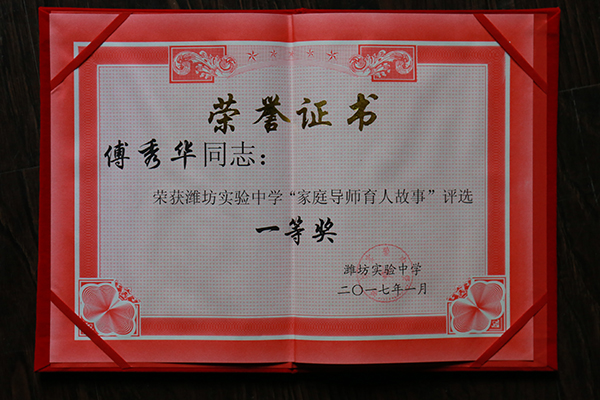 荣誉证书
傅秀华同志：
荣获潍坊实验中学“家庭导师育人故事”评选
一等奖
潍坊实验中学
二〇一七年一月